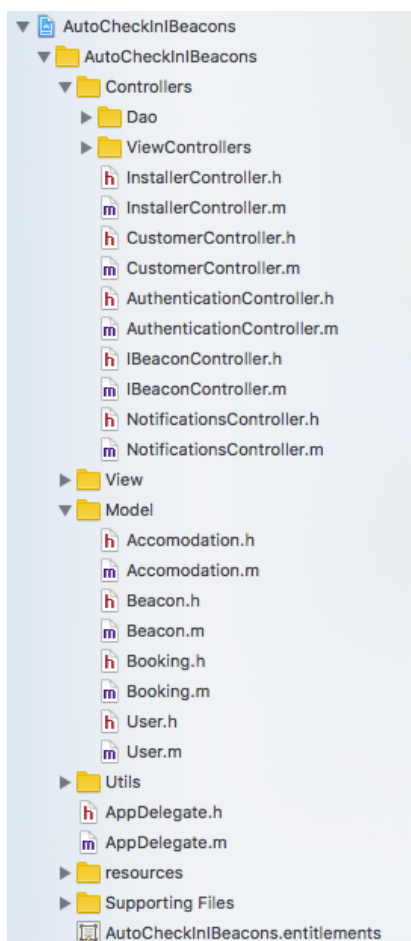 AutoCheckInIBeacons
AutoCheckInIBeacons
Controllers
Dao
ViewControllers
h InstallerController.h
m InstallerController.m
h CustomerController.h
m CustomerController.m
h AuthenticationController.h
m AuthenticationController.m
h IBeaconController.h
m IBeaconController.m
h NotificationsController.h
m NotificationsController.m
View
Model
h Accomodation.h
m Accomodation.m
h Beacon.h
m Beacon.m
h Booking.h
m Booking.m
h User.h
m User.m
Utils
h AppDelegate.h
m AppDelegate.m
resources
Supporting Files
AutoCheckInIBeacons.entitlements